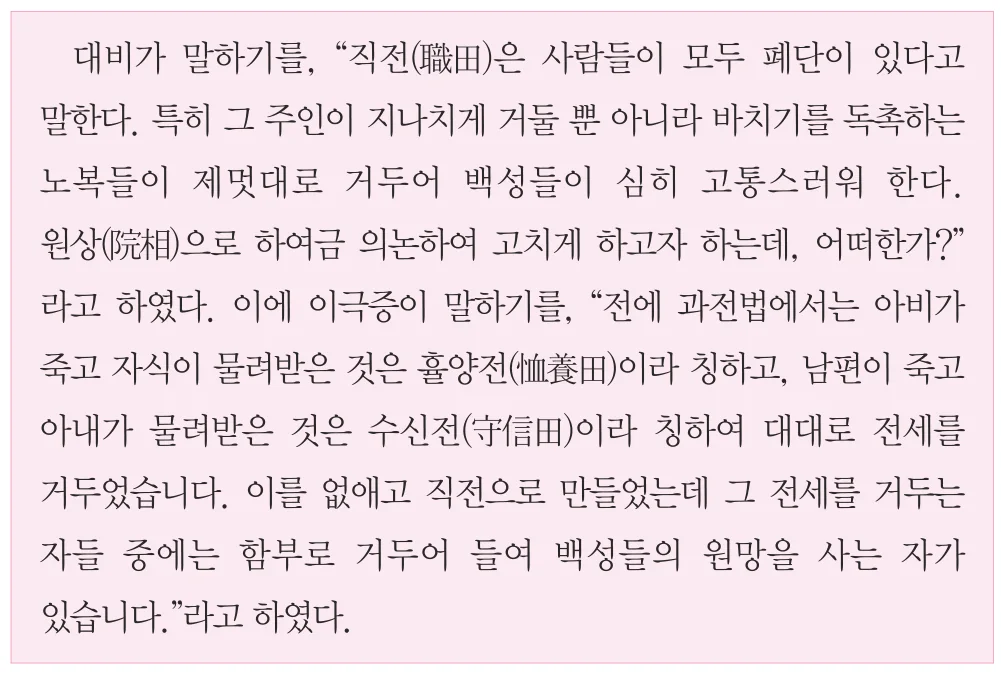 대비가 말하기를, “직전(職田)은 사람들이 모두 폐단이 있다고
말한다. 특히 그 주인이 지나치게 거둘 뿐 아니라 바치기를 독촉하는
노복들이 제멋대로 거두어 백성들이 심히 고통스러워 한다.
원상(院相)으로 하여금 의논하여 고치게 하고자 하는데, 어떠한가?”
라고 하였다. 이에 이극증이 말하기를, “전에 과전법에서는 아비가
죽고 자식이 물려받은 것은 휼양전(恤養田)이라 칭하고, 남편이 죽고
아내가 물려받은 것은 수신전(守信田)이라 칭하여 대대로 전세를
거두었습니다. 이를 없애고 직전으로 만들었는데 그 전세를 거두는
자들 중에는 함부로 거두어 들여 백성들의 원망을 사는 자가
있습니다.”라고 하였다.